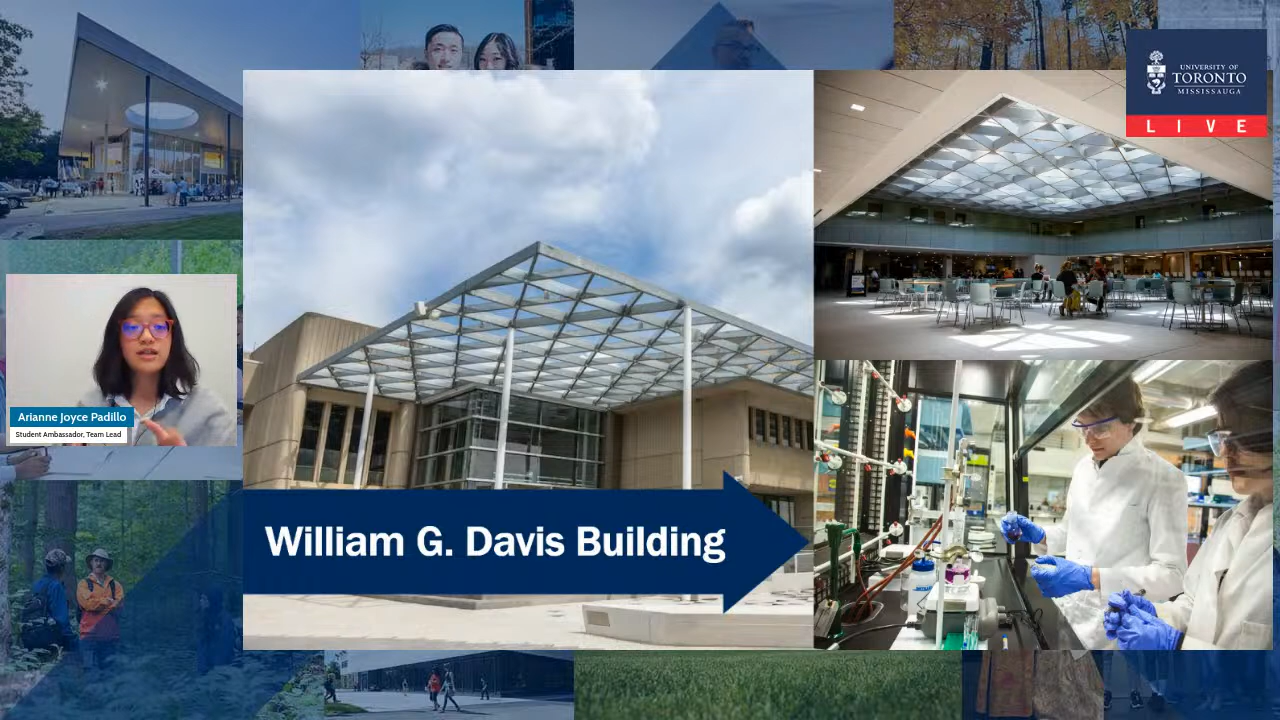 UNIVERSITY OF
TORONTO
MISSISSAUGA
LIVE
Arianne Joyce Padillo
Student Ambassador, Team Lead
William G. Davis Building